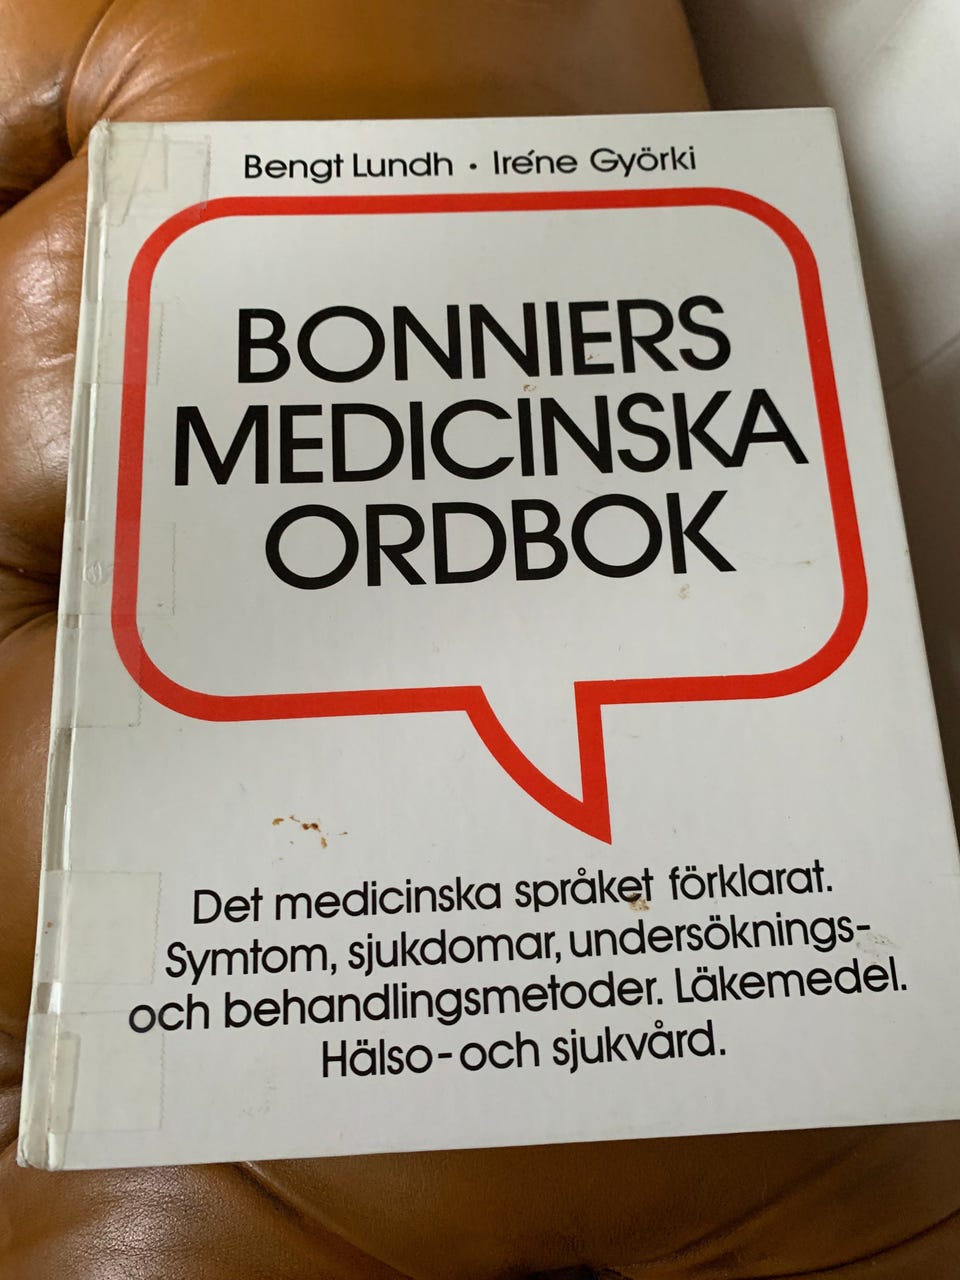 Bengt Lundh • Iréne Györki
BONNIERS
MEDICINSKA
ORDBOK
Det medicinska språket förklarat.
Symtom, sjukdomar, undersöknings-
och behandlingsmetoder. Läkemedel.
Hälso- och sjukvård.